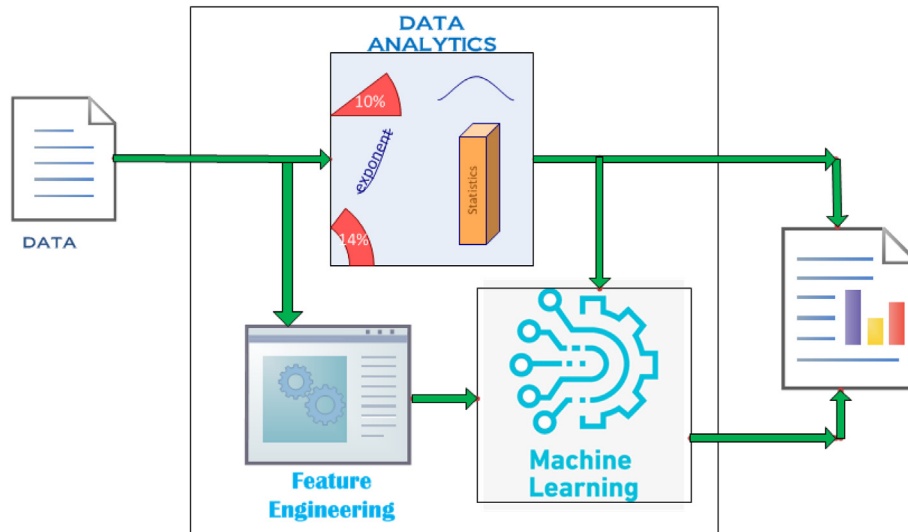 DATA
ANALYTICS
10%
exponent
Statistics
14%
DATA
Feature
Engineering
Machine
Learning